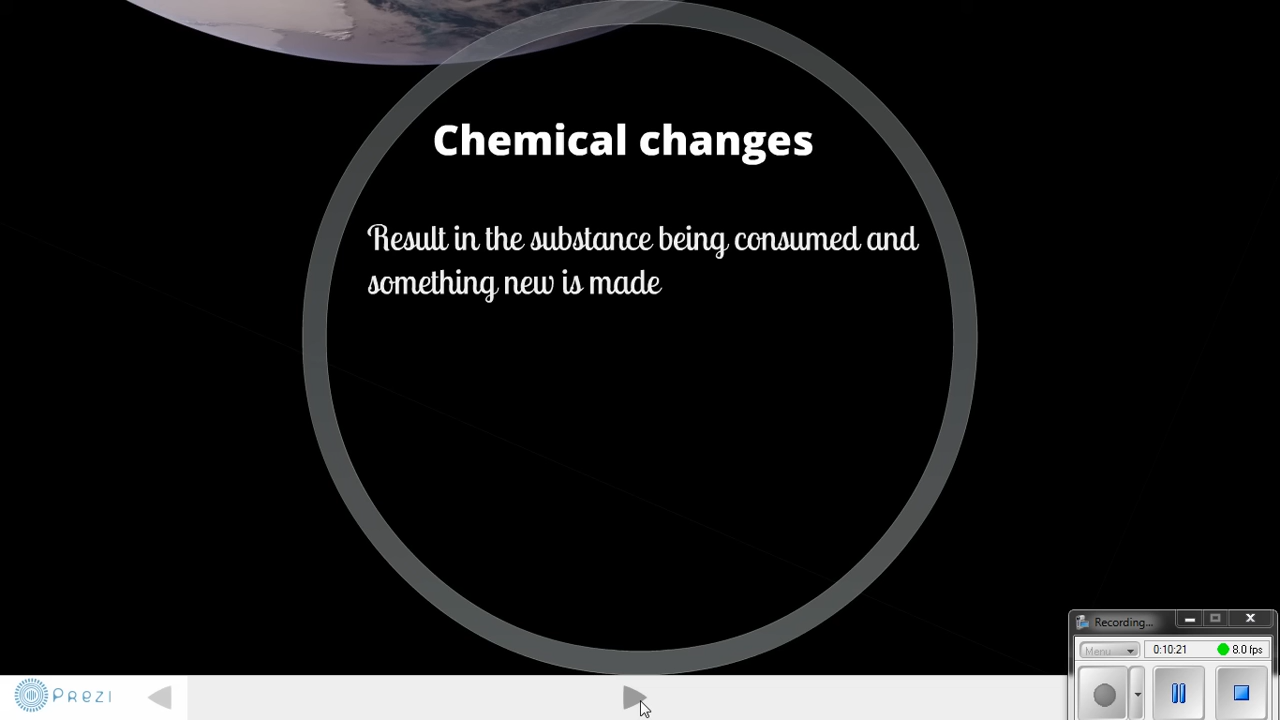 Chemical changes
Result in the substance being consumed and
something new is made
Recording...
Menu
0:10:21
8.0 fps
PREZI